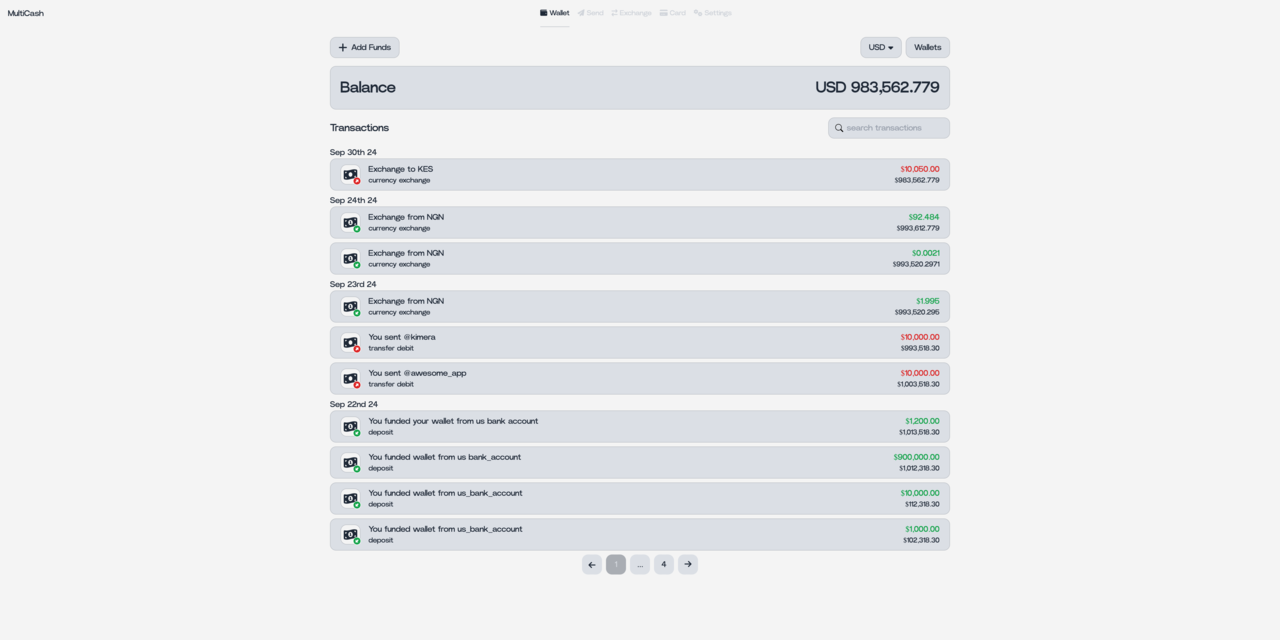 MultiCash
Wallet Send Exchange Card Settings
Add Funds
USD
Wallets
Balance
USD 983,562.779
Transactions
search transactions
Sep 30th 24
Exchange to KES
$10,050.00
currency exchange
$983,562.779
Sep 24th 24
Exchange from NGN
$92.484
currency exchange
$993,612.779
Exchange from NGN
$0.0021
currency exchange
$993,520.2971
Sep 23rd 24
Exchange from NGN
$1.995
currency exchange
$993,520.295
You sent @kimera
$10,000.00
transfer debit
$993,518.30
You sent @awesome_app
$10,000.00
transfer debit
$1,003,518.30
Sep 22nd 24
You funded your wallet from us bank account
$1,200.00
deposit
$1,013,518.30
You funded wallet from us bank_account
$900,000.00
deposit
$1,012,318.30
You funded wallet from us_bank_account
$10,000.00
deposit
$112,318.30
You funded wallet from us_bank_account
$1,000.00
deposit
$102,318.30
1 ... 4